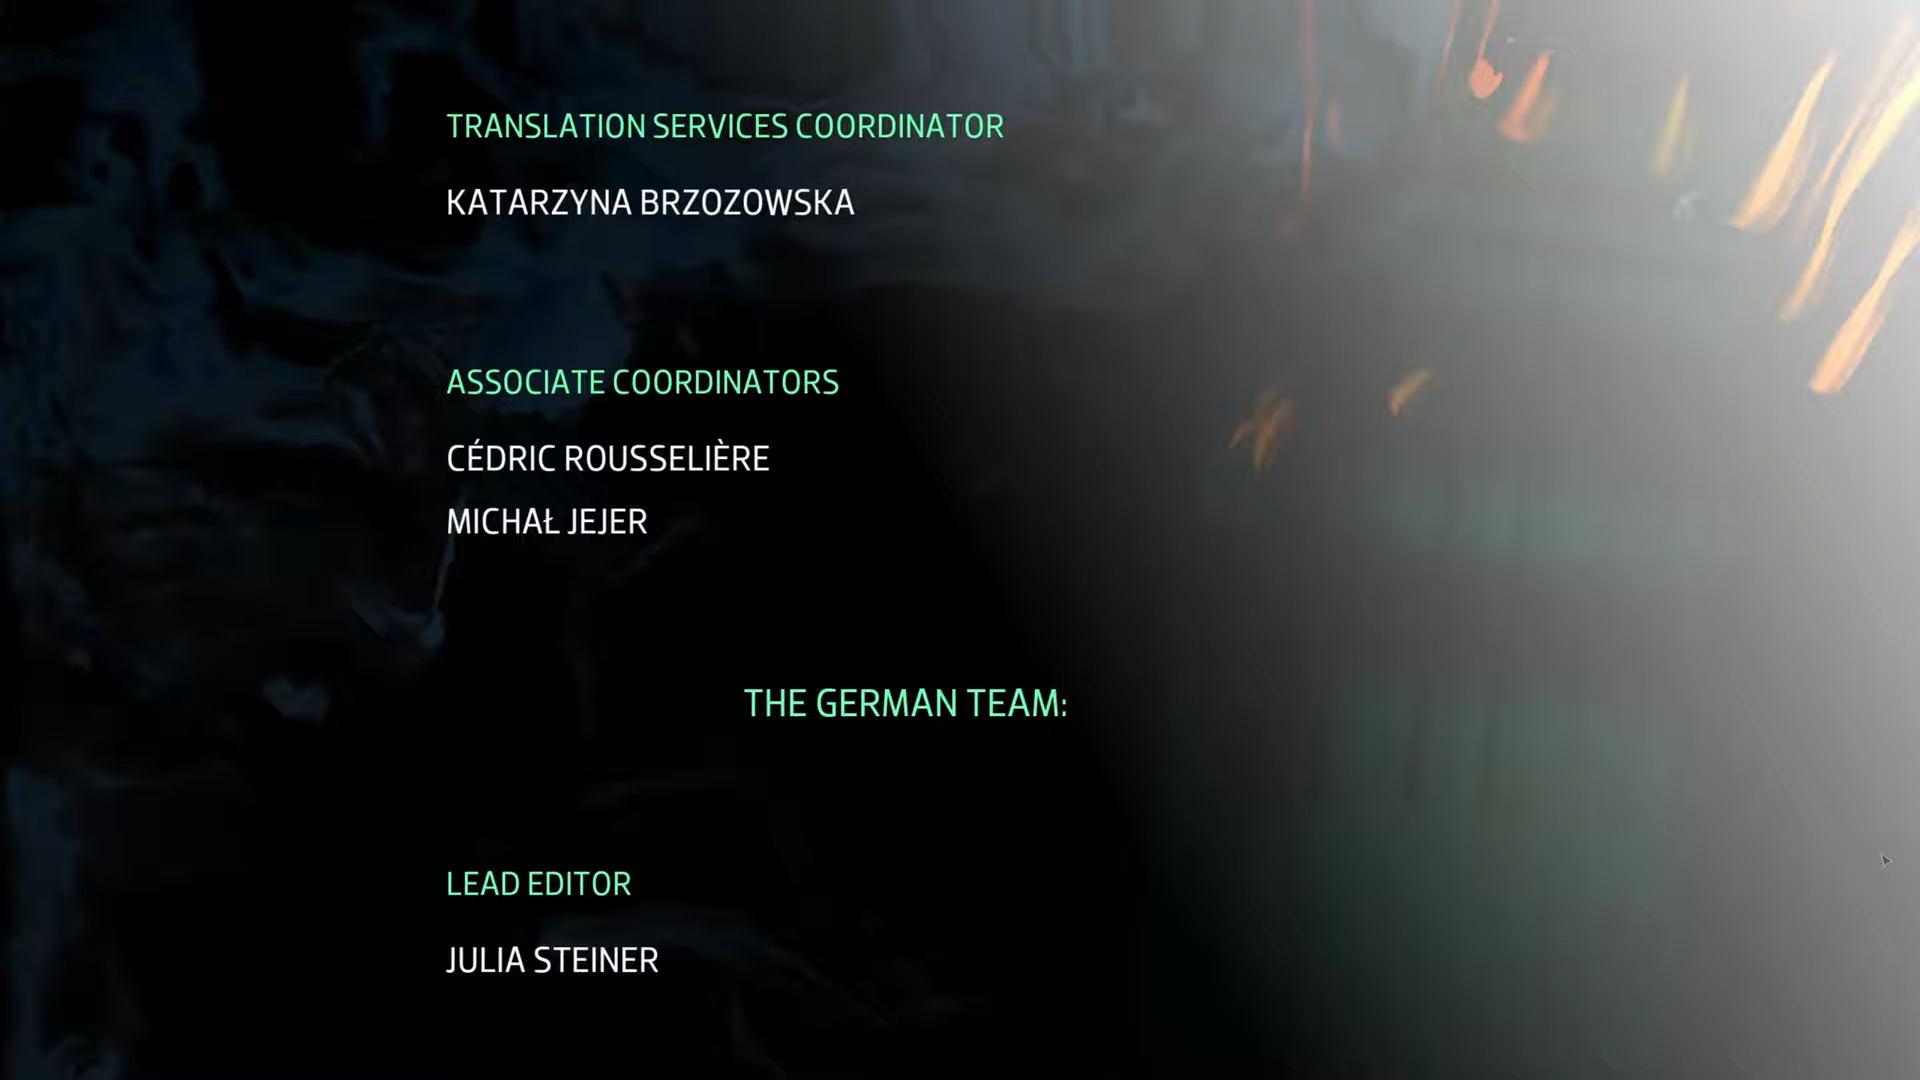 TRANSLATION SERVICES COORDINATOR
KATARZYNA BRZOZOWSKA
ASSOCIATE COORDINATORS
CÉDRIC ROUSSELIÈRE
MICHAŁ JEJER
THE GERMAN TEAM:
LEAD EDITOR
JULIA STEINER